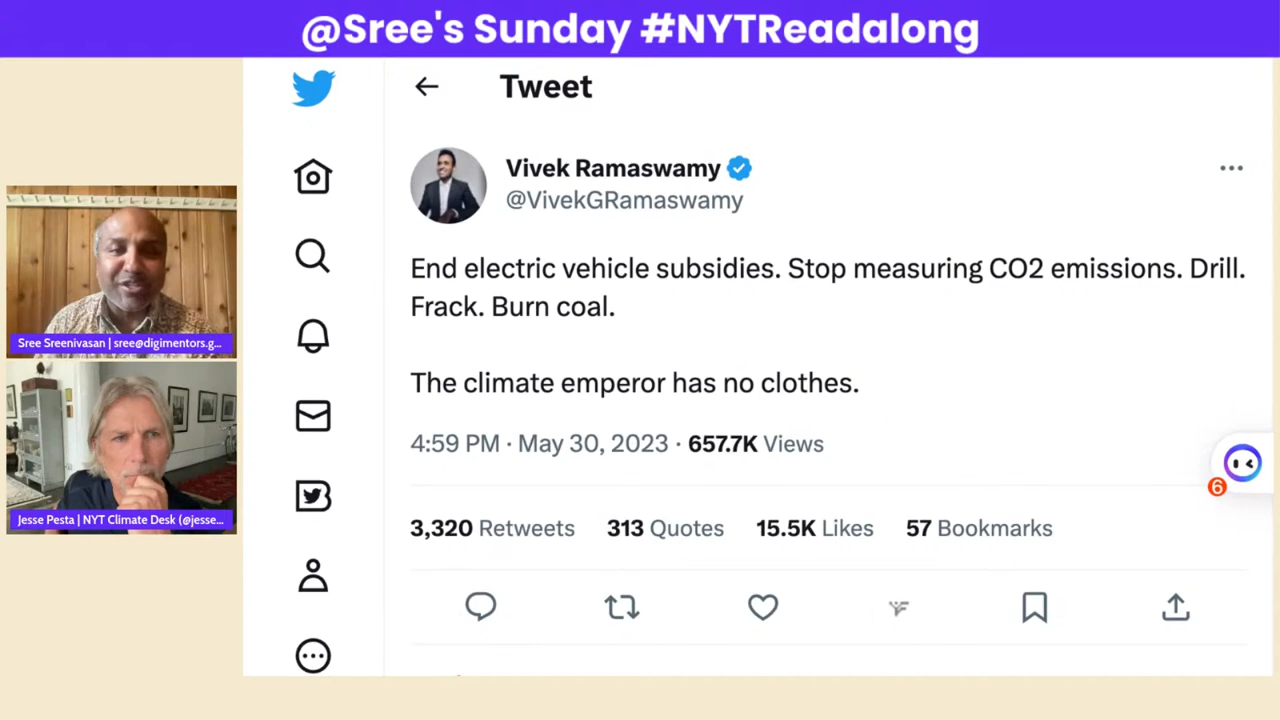 @Sree's Sunday #NYTReadalong
Tweet
Vivek Ramaswamy
@VivekGRamaswamy
End electric vehicle subsidies. Stop measuring CO2 emissions. Drill.
Frack. Burn coal.
The climate emperor has no clothes.
4:59 PM · May 30, 2023 · 657.7K Views
3,320 Retweets 313 Quotes 15.5K Likes 57 Bookmarks
6
Sree Sreenivasan | sree@digimentors.g...
Jesse Pesta | NYT Climate Desk (@jesse...